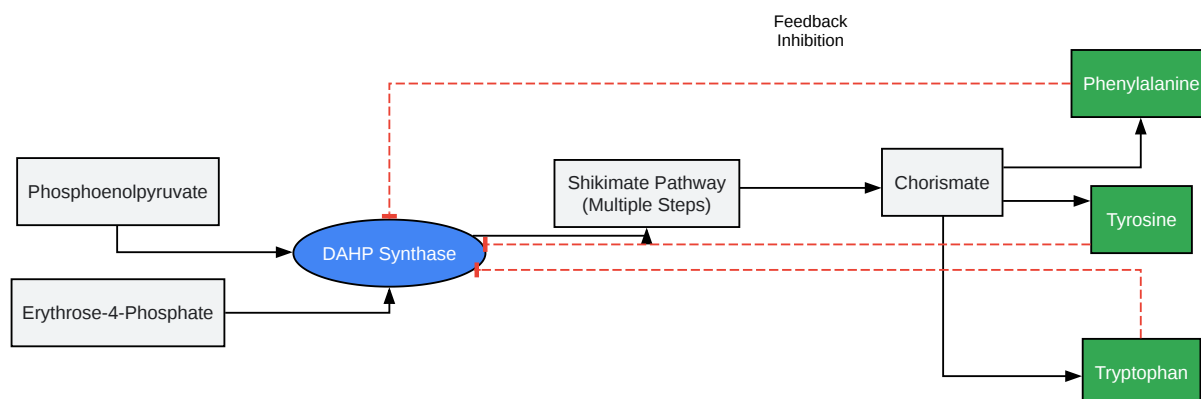 Feedback
Inhibition
Phenylalanine
Phosphoenolpyruvate
Shikimate Pathway
(Multiple Steps)
Chorismate
Tyrosine
DAHP Synthase
Erythrose-4-Phosphate
Tryptophan